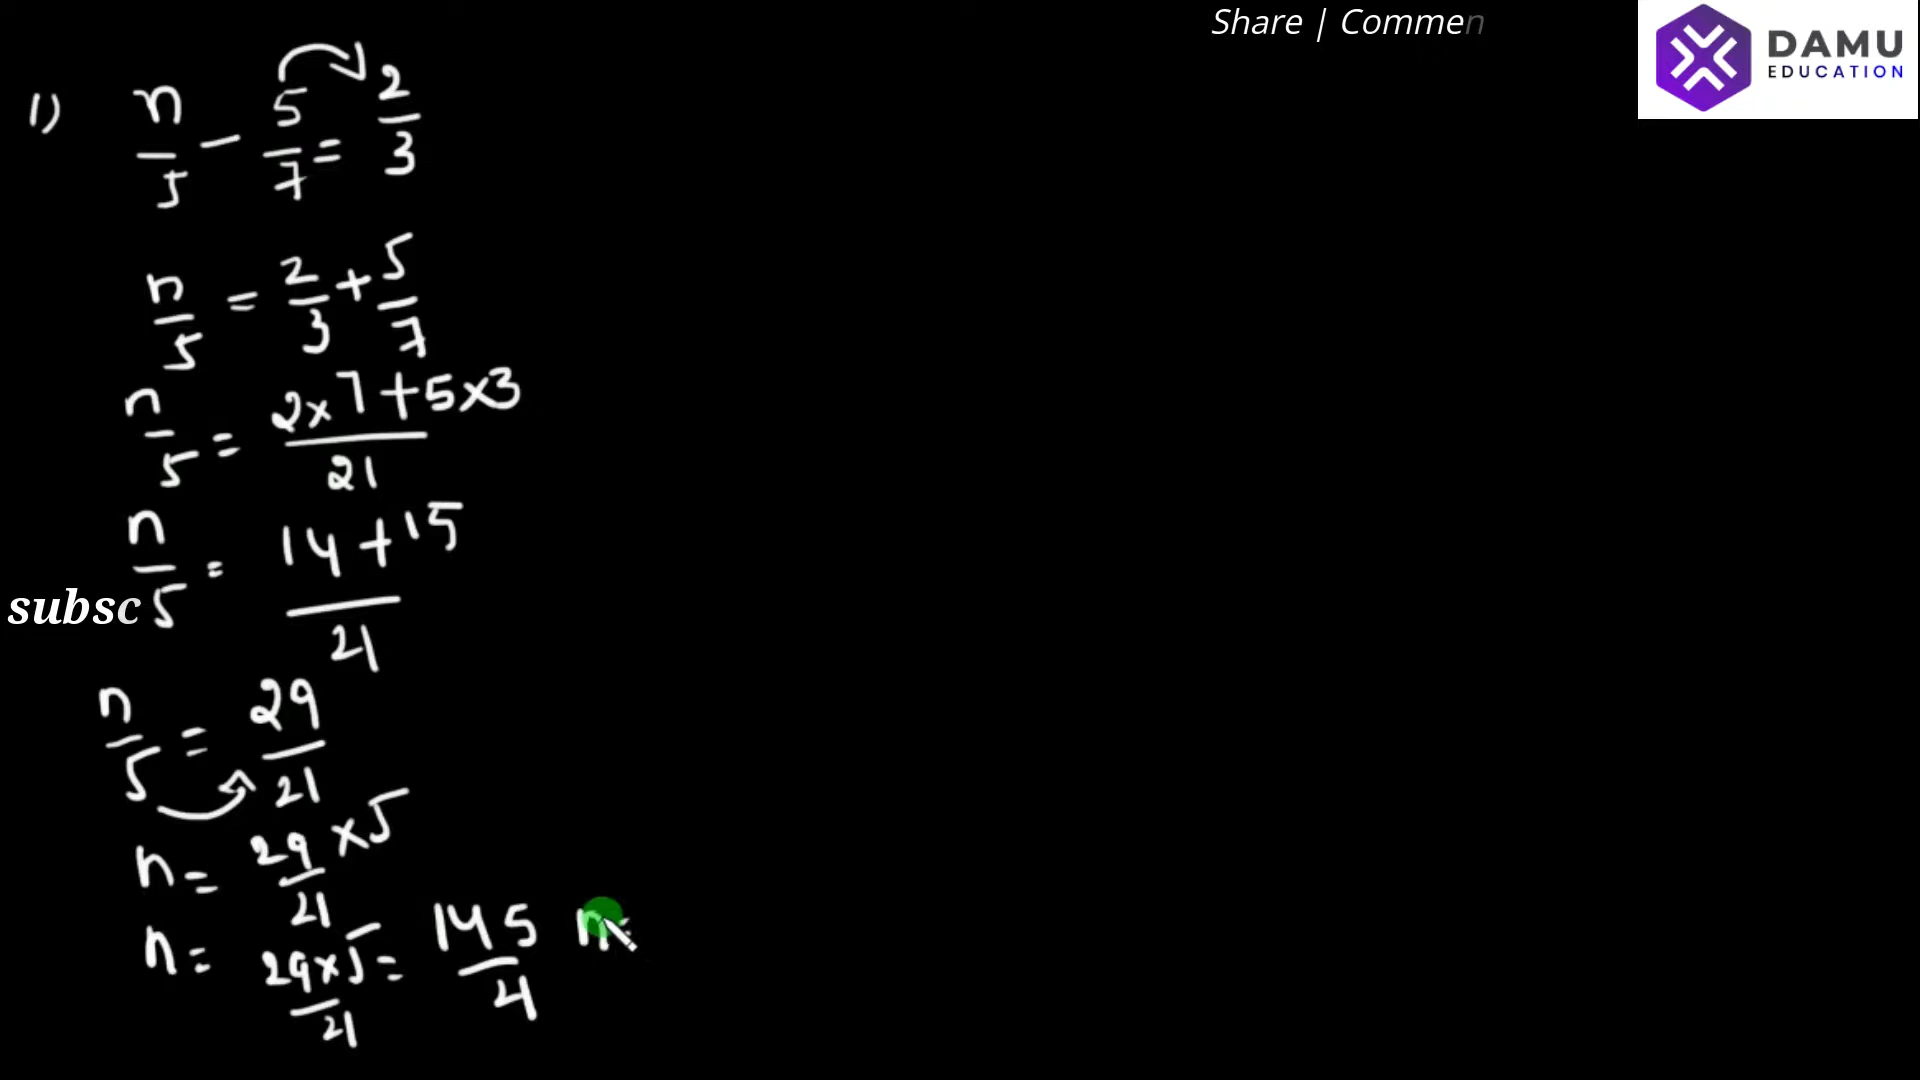 Share | Commen
DAMU
EDUCATION
1) n/5 - 5/7 = 2/3
n/5 = 2/3 + 5/7
n/5 = 2×7+5×3/21
n/5 = 14+15/21
subsc
n/5 = 29/21
n = 29/21 ×5
n = 29×5/21 = 145/21 n